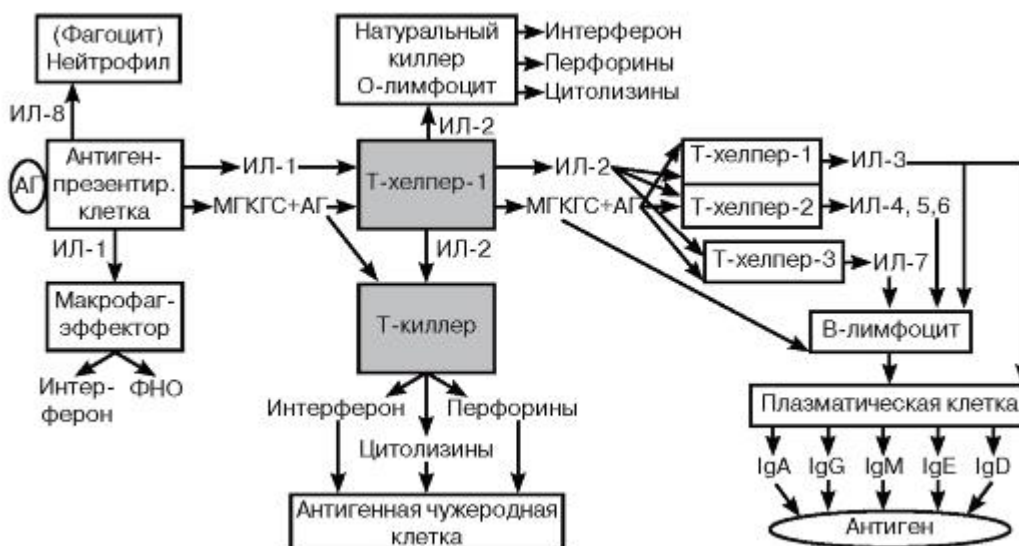 (Фагоцит)
Нейтрофил
ИЛ-8
АГ
Антиген-
презентир.
клетка
ИЛ-1
МГКГС+АГ
ИЛ-1
Макрофаг-
эффектор
Интер-
ферон
ФНО
Натуральный
киллер
О-лимфоцит
Интерферон
Перфорины
Цитолизины
ИЛ-2
Т-хелпер-1
ИЛ-2
Т-киллер
Интерферон
Перфорины
Цитолизины
Антигенная чужеродная
клетка
ИЛ-2
МГКГС+АГ
Т-хелпер-1
ИЛ-3
Т-хелпер-2
ИЛ-4, 5,6
Т-хелпер-3
ИЛ-7
В-лимфоцит
Плазматическая клетка
IgA IgG IgM IgE IgD
Антиген